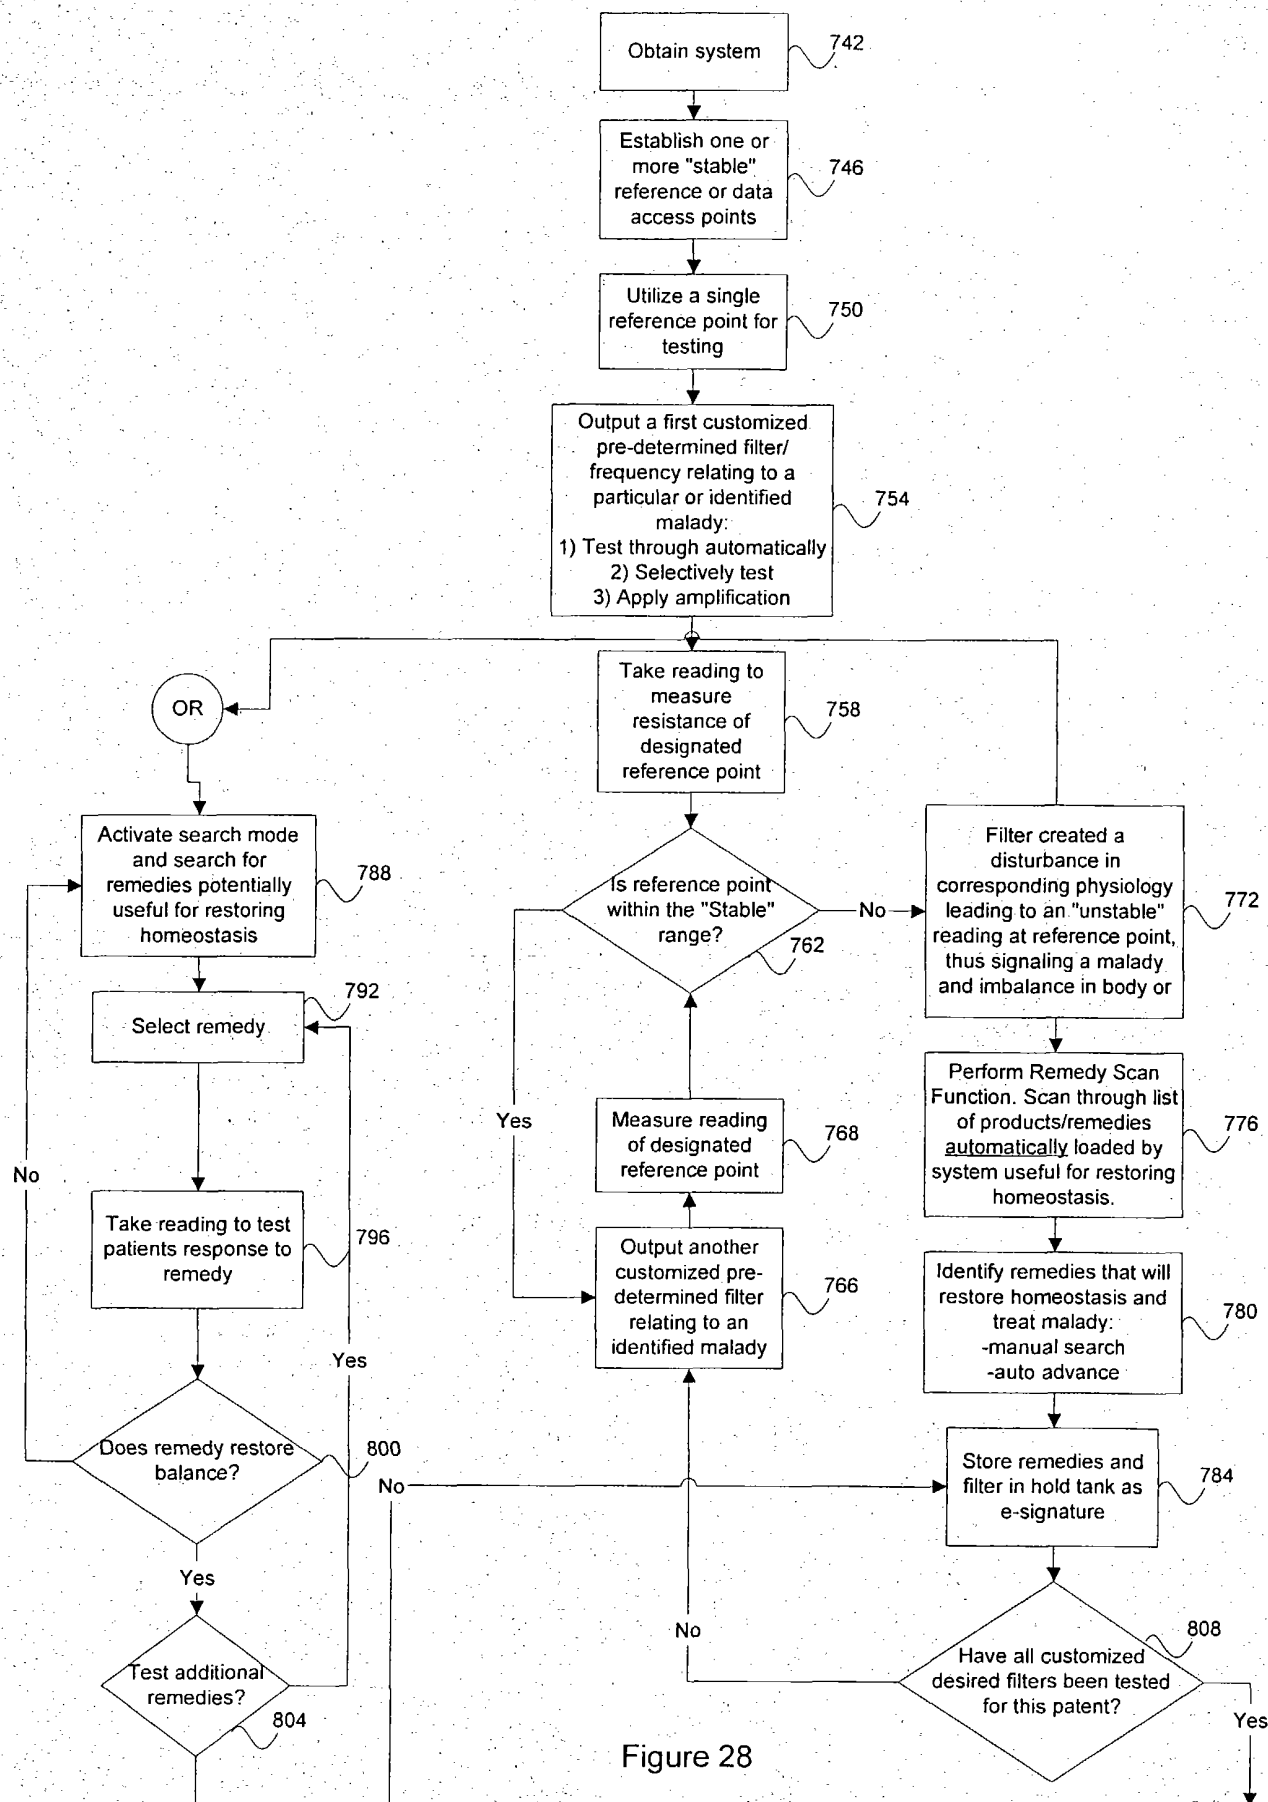 Obtain system
742
Establish one or
more "stable"
reference or data
access points
746
Utilize a single
reference point for
testing
750
Output a first customized
pre-determined filter/
frequency relating to a
particular or identified
malady:
1) Test through automatically
2) Selectively test
3) Apply amplification
754
OR
Take reading to
measure
resistance of
designated
reference point
758
Activate search mode
and search for
remedies potentially
useful for restoring
homeostasis
788
Is reference point
within the "Stable"
range?
762
No
Filter created a
disturbance in
corresponding physiology
leading to an "unstable"
reading at reference point,
thus signaling a malady
and imbalance in body or
772
Select remedy
792
Yes
Measure reading
of designated
reference point
768
Perform Remedy Scan
Function. Scan through list
of products/remedies
automatically loaded by
system useful for restoring
homeostasis.
776
No
Take reading to test
patients response to
remedy
796
Output another
customized pre-
determined filter
relating to an
identified malady
766
Identify remedies that will
restore homeostasis and
treat malady:
-manual search
-auto advance
780
Yes
Does remedy restore
balance?
800
No
Store remedies and
filter in hold tank as
e-signature
784
Yes
Test additional
remedies?
804
No
Have all customized
desired filters been tested
for this patent?
808
Yes
Figure 28